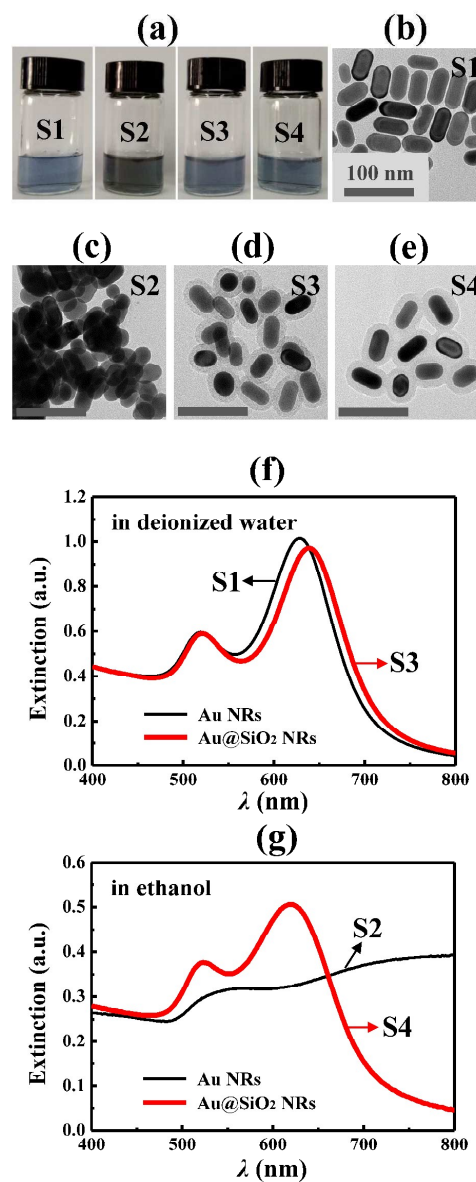 (a)
(b)
S1
S2
S3
S4
S1
100 nm
(c)
(d)
(e)
S2
S3
S4
(f)
1.2
1.0
0.8
0.6
0.4
0.2
0.0
Extinction (a.u.)
in deionized water
S1
S3
Au NRs
Au@SiO2 NRs
400
500
600
700
800
λ (nm)
(g)
0.6
0.5
0.4
0.3
0.2
0.1
0.0
Extinction (a.u.)
in ethanol
S2
S4
Au NRs
Au@SiO2 NRs
400
500
600
700
800
λ (nm)